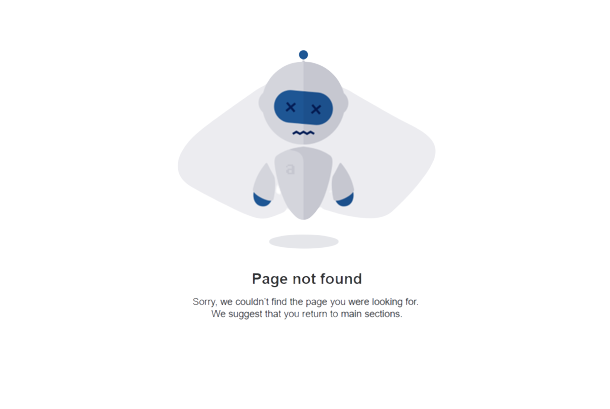 a
Page not found
Sorry, we couldn't find the page you were looking for.
We suggest that you return to main sections.